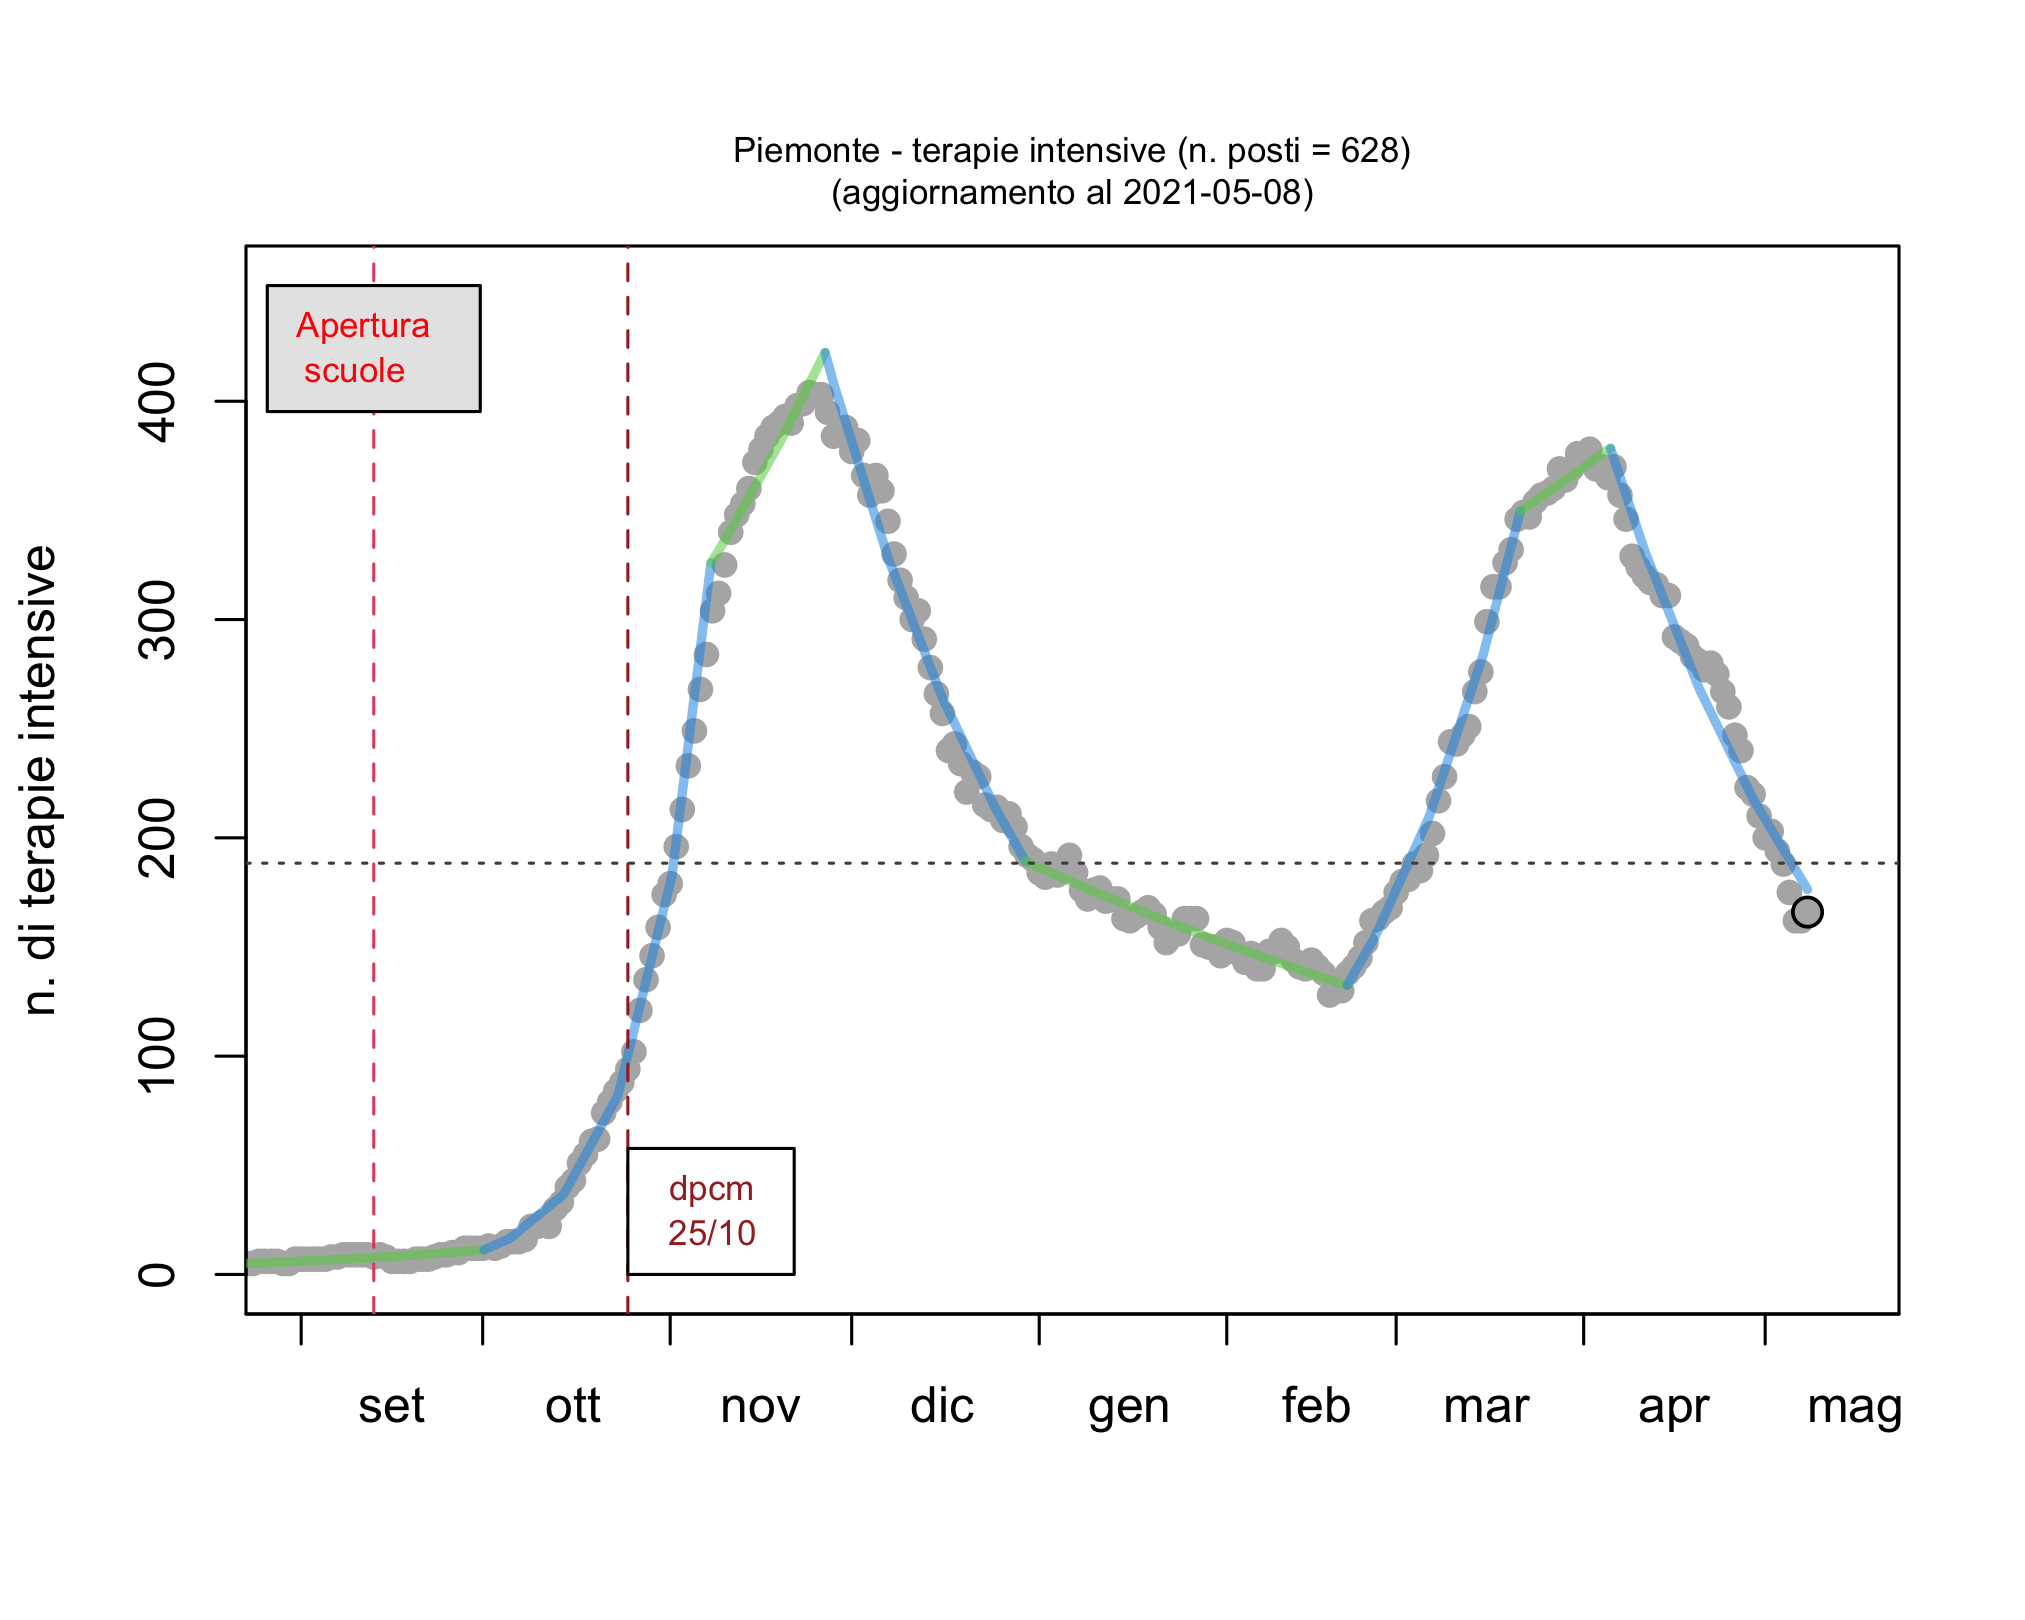 Piemonte - terapie intensive (n. posti = 628)
(aggiornamento al 2021-05-08)
Apertura
scuole
n. di terapie intensive
400
300
200
100
0
dpcm
25/10
set ott nov dic gen feb mar apr mag